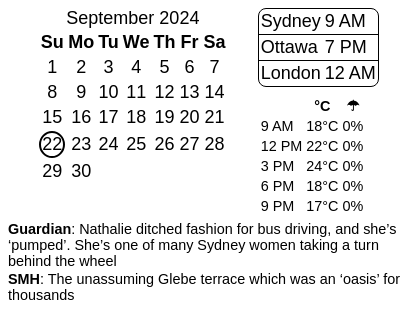 September 2024
Su Mo Tu We Th Fr Sa
1 2 3 4 5 6 7
8 9 10 11 12 13 14
15 16 17 18 19 20 21
22 23 24 25 26 27 28
29 30
Sydney 9 AM
Ottawa 7 PM
London 12 AM
°C ☂
9 AM 18°C 0%
12 PM 22°C 0%
3 PM 24°C 0%
6 PM 18°C 0%
9 PM 17°C 0%
Guardian: Nathalie ditched fashion for bus driving, and she’s
‘pumped’. She’s one of many Sydney women taking a turn
behind the wheel
SMH: The unassuming Glebe terrace which was an ‘oasis’ for
thousands